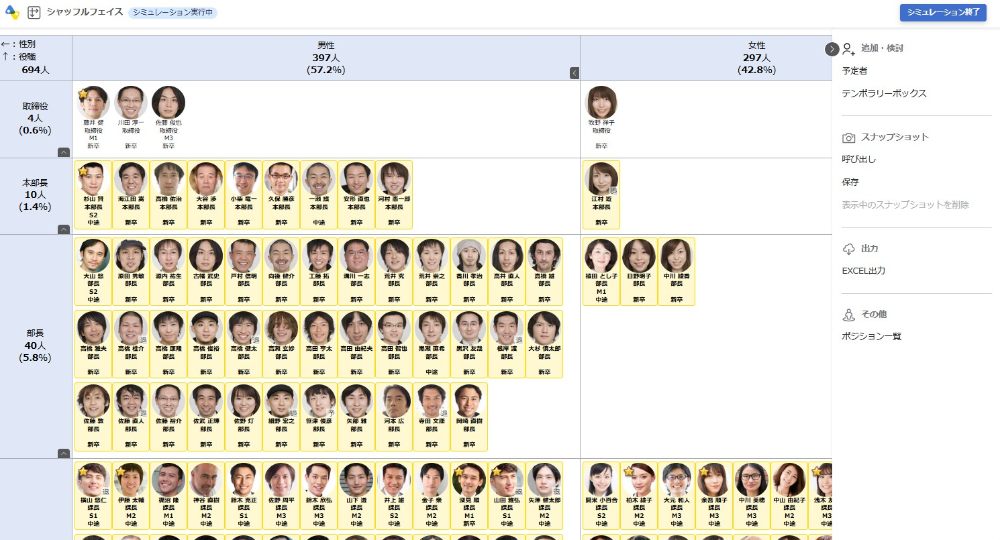 シャッフルフェイス シミュレーション実行中 シミュレーション終了
←：性別
↑：役職
694人
男性
397人
(57.2%)
女性
297人
(42.8%)
取締役
4人
(0.6%)
藤井 健 川田 淳一 佐藤 俊也 牧野 祥子
取締役 取締役 取締役 取締役
M1 M3
新卒 新卒 新卒 新卒
本部長
10人
(1.4%)
退
杉山 賢 海江田 嵩 高橋 佑治 大谷 渉 小柴 竜一 久保 勝彦 一瀬 護 安形 直也 河村 憲一郎 江村 遊
本部長 本部長 本部長 本部長 本部長 本部長 本部長 本部長 本部長 本部長
S2
中途 新卒 新卒 新卒 新卒 新卒 中途 新卒 新卒 新卒
部長
40人
(5.8%)
大山 悠 原田 秀敏 源内 祐生 古幡 武史 戸村 信明 向後 健介 工藤 拓 溝川 一志 荒井 究 荒井 崇之 香川 孝治 高井 直人 高橋 雄 植田 とし子 日野明子 中川 綾香
部長 部長 部長 部長 部長 部長 部長 部長 部長 部長 部長 部長 部長 部長 部長 部長
S2 M1
中途 新卒 新卒 新卒 新卒 新卒 新卒 新卒 新卒 新卒 新卒 新卒 新卒 中途 新卒 新卒
退 退 退
高橋 雅夫 高橋 桂介 高橋 康隆 高橋 俊裕 高橋 健太 高瀬 玄妙 高田 亨太 高田 由紀夫 高田 智也 黒瀬 直希 黒沢 友哉 根岸 渡 大杉 慎太郎
部長 部長 部長 部長 部長 部長 部長 部長 部長 部長 部長 部長 部長
新卒 新卒 新卒 新卒 新卒 新卒 新卒 新卒 新卒 中途 新卒 新卒 新卒
退 退 予 退
佐藤 敦 佐藤 直人 佐藤 裕介 佐武 正輝 佐野 灯 細野 宏之 笹津 俊彦 矢部 雅 河本 広 寺田 文康 岡崎 直樹
部長 部長 部長 部長 部長 部長 部長 部長 部長 部長 部長
新卒 新卒 新卒 新卒 新卒 新卒 新卒 新卒 新卒 新卒 新卒
退 退 退
横山 悠仁 伊藤 太輔 梶沼 隆 神谷 直樹 鈴木 克正 佐野 周平 鈴木 欣弘 山下 透 井上 雄 金子 衆 深見 順 山田 雅弘 矢澤 健太郎 開米 小百合 柏木 綾子 大元 和人 余吾 順子 中川 美穂 中山 由紀子 浅木 友
課長 課長 課長 課長 課長 課長 課長 課長 課長 課長 課長 課長 課長 課長 課長 課長 課長 課長 課長 課長
S1 M2 M1 M2 S1 M3 M3 M2 S2 M2 M1 S1 M2 S2 M2 M3 M3 M3 M2 M3
中途 中途 中途 中途 中途 中途 中途 中途 中途 中途 新卒 中途 中途 中途 中途 中途 中途 中途 中途 中途
追加・検討
予定者
テンポラリーボックス
スナップショット
呼び出し
保存
表示中のスナップショットを削除
出力
EXCEL出力
その他
ポジション一覧